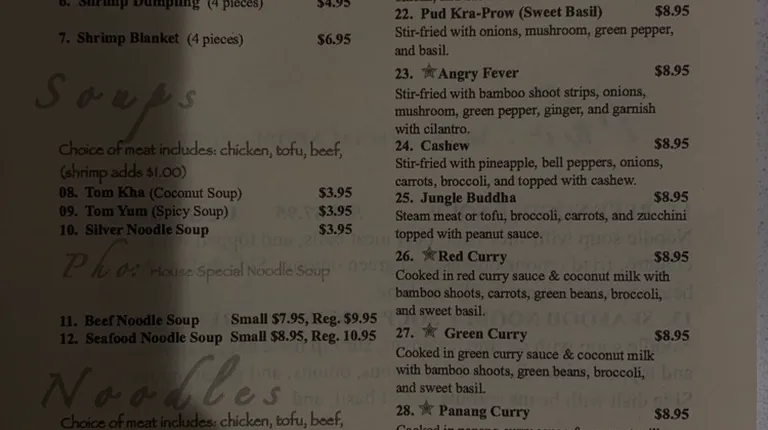 6. Shrimp Dumpling (4 pieces) $4.95
7. Shrimp Blanket (4 pieces) $6.95
Soups
Choice of meat includes: chicken, tofu, beef,
(shrimp adds $1.00)
08. Tom Kha (Coconut Soup) $3.95
09. Tom Yum (Spicy Soup) $3.95
10. Silver Noodle Soup $3.95
Pho: House Special Noodle Soup
11. Beef Noodle Soup Small $7.95, Reg. $9.95
12. Seafood Noodle Soup Small $8.95, Reg. 10.95
Noodles
Choice of meat includes: chicken, tofu, beef,
22. Pud Kra-Prow (Sweet Basil) $8.95
Stir-fried with onions, mushroom, green pepper,
and basil.
23. Angry Fever $8.95
Stir-fried with bamboo shoot strips, onions,
mushroom, green pepper, ginger, and garnish
with cilantro.
24. Cashew $8.95
Stir-fried with pineapple, bell peppers, onions,
carrots, broccoli, and topped with cashew.
25. Jungle Buddha $8.95
Steam meat or tofu, broccoli, carrots, and zucchini
topped with peanut sauce.
26. Red Curry $8.95
Cooked in red curry sauce & coconut milk with
bamboo shoots, carrots, green beans, broccoli,
and sweet basil.
27. Green Curry $8.95
Cooked in green curry sauce & coconut milk
with bamboo shoots, green beans, broccoli,
and sweet basil.
28. Panang Curry $8.95